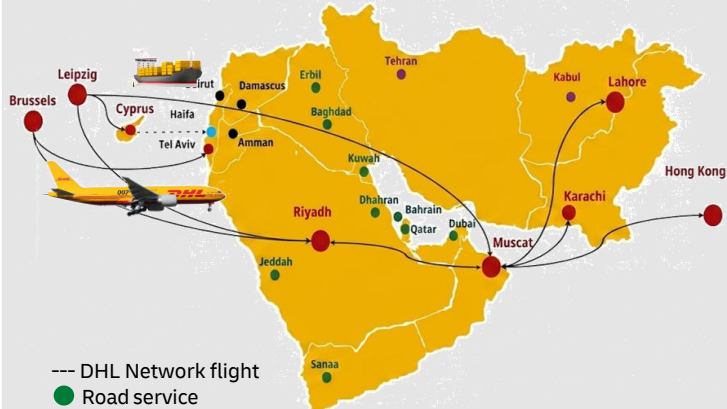 Leipzig
Brussels
Cyprus
Damascus
Haifa
Tel Aviv
Amman
Erbil
Baghdad
Tehran
Kabul
Lahore
Kuwah
Dhahran
Bahrain
Qatar
Dubai
Muscat
Karachi
Hong Kong
Riyadh
Jeddah
Sanaa
DHL
--- DHL Network flight
Road service